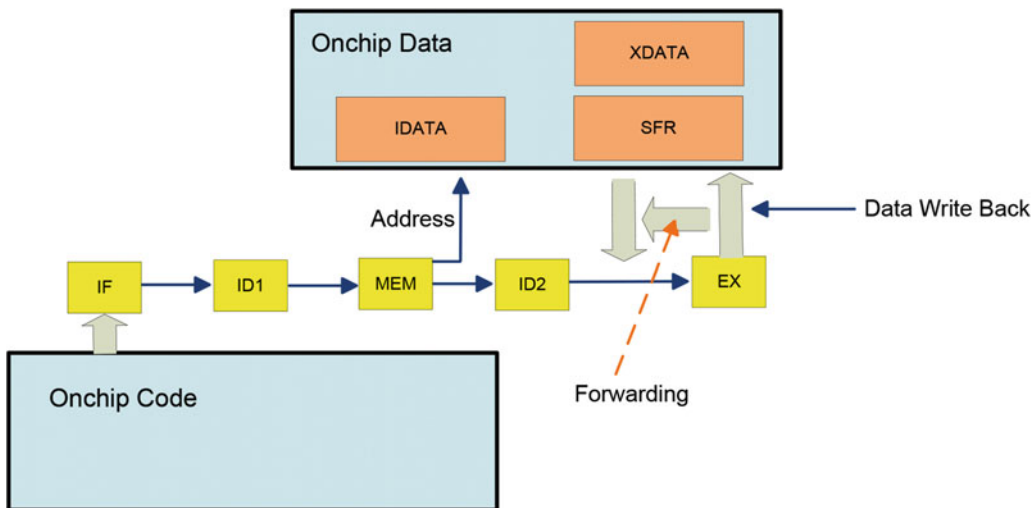 Onchip Data
XDATA
IDATA
SFR
Address
Data Write Back
IF
ID1
MEM
ID2
EX
Forwarding
Onchip Code